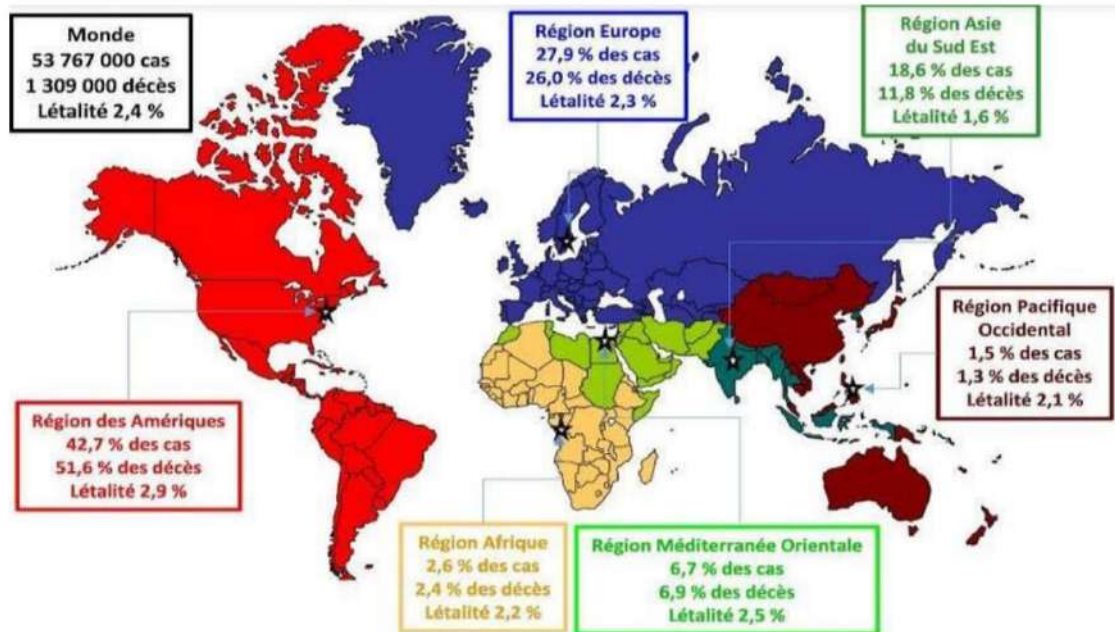 Monde
53 767 000 cas
1 309 000 décès
Létalité 2,4 %
Région Europe
27,9 % des cas
26,0 % des décès
Létalité 2,3 %
Région Asie
du Sud Est
18,6 % des cas
11,8 % des décès
Létalité 1,6 %
Région Pacifique
Occidental
1,5 % des cas
1,3 % des décès
Létalité 2,1 %
Région des Amériques
42,7 % des cas
51,6 % des décès
Létalité 2,9 %
Région Afrique
2,6 % des cas
2,4 % des décès
Létalité 2,2 %
Région Méditerranée Orientale
6,7 % des cas
6,9 % des décès
Létalité 2,5 %